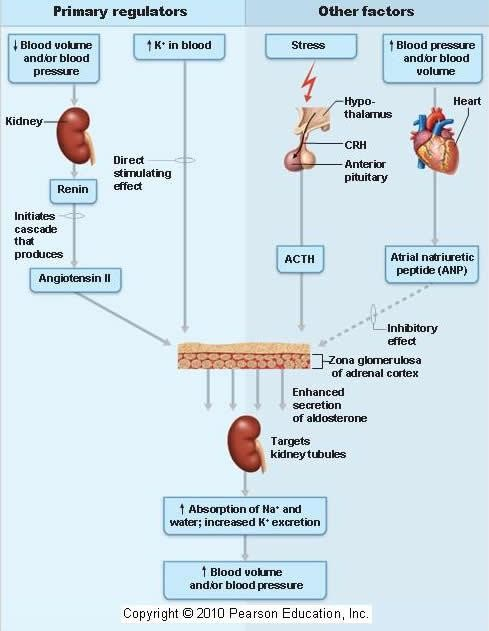 Primary regulators
Other factors
↓ Blood volume
and/or blood
pressure
↑ K⁺ in blood
Stress
↑ Blood pressure
and/or blood
volume
Kidney
Renin
Initiates
cascade
that
produces
Angiotensin II
Direct
stimulating
effect
Hypo-
thalamus
CRH
Anterior
pituitary
ACTH
Heart
Atrial natriuretic
peptide (ANP)
Inhibitory
effect
Zona glomerulosa
of adrenal cortex
Enhanced
secretion
of aldosterone
Targets
kidney tubules
↑ Absorption of Na⁺ and
water; increased K⁺ excretion
↑ Blood volume
and/or blood pressure
Copyright © 2010 Pearson Education, Inc.